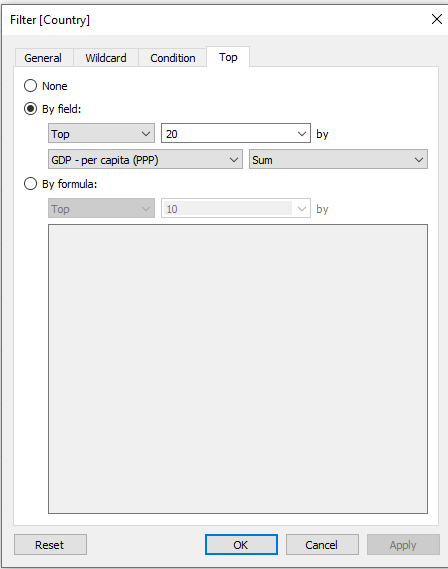 Filter [Country]
General Wildcard Condition Top
None
By field:
Top 20 by
GDP - per capita (PPP) Sum
By formula:
Top 10 by
Reset OK Cancel Apply